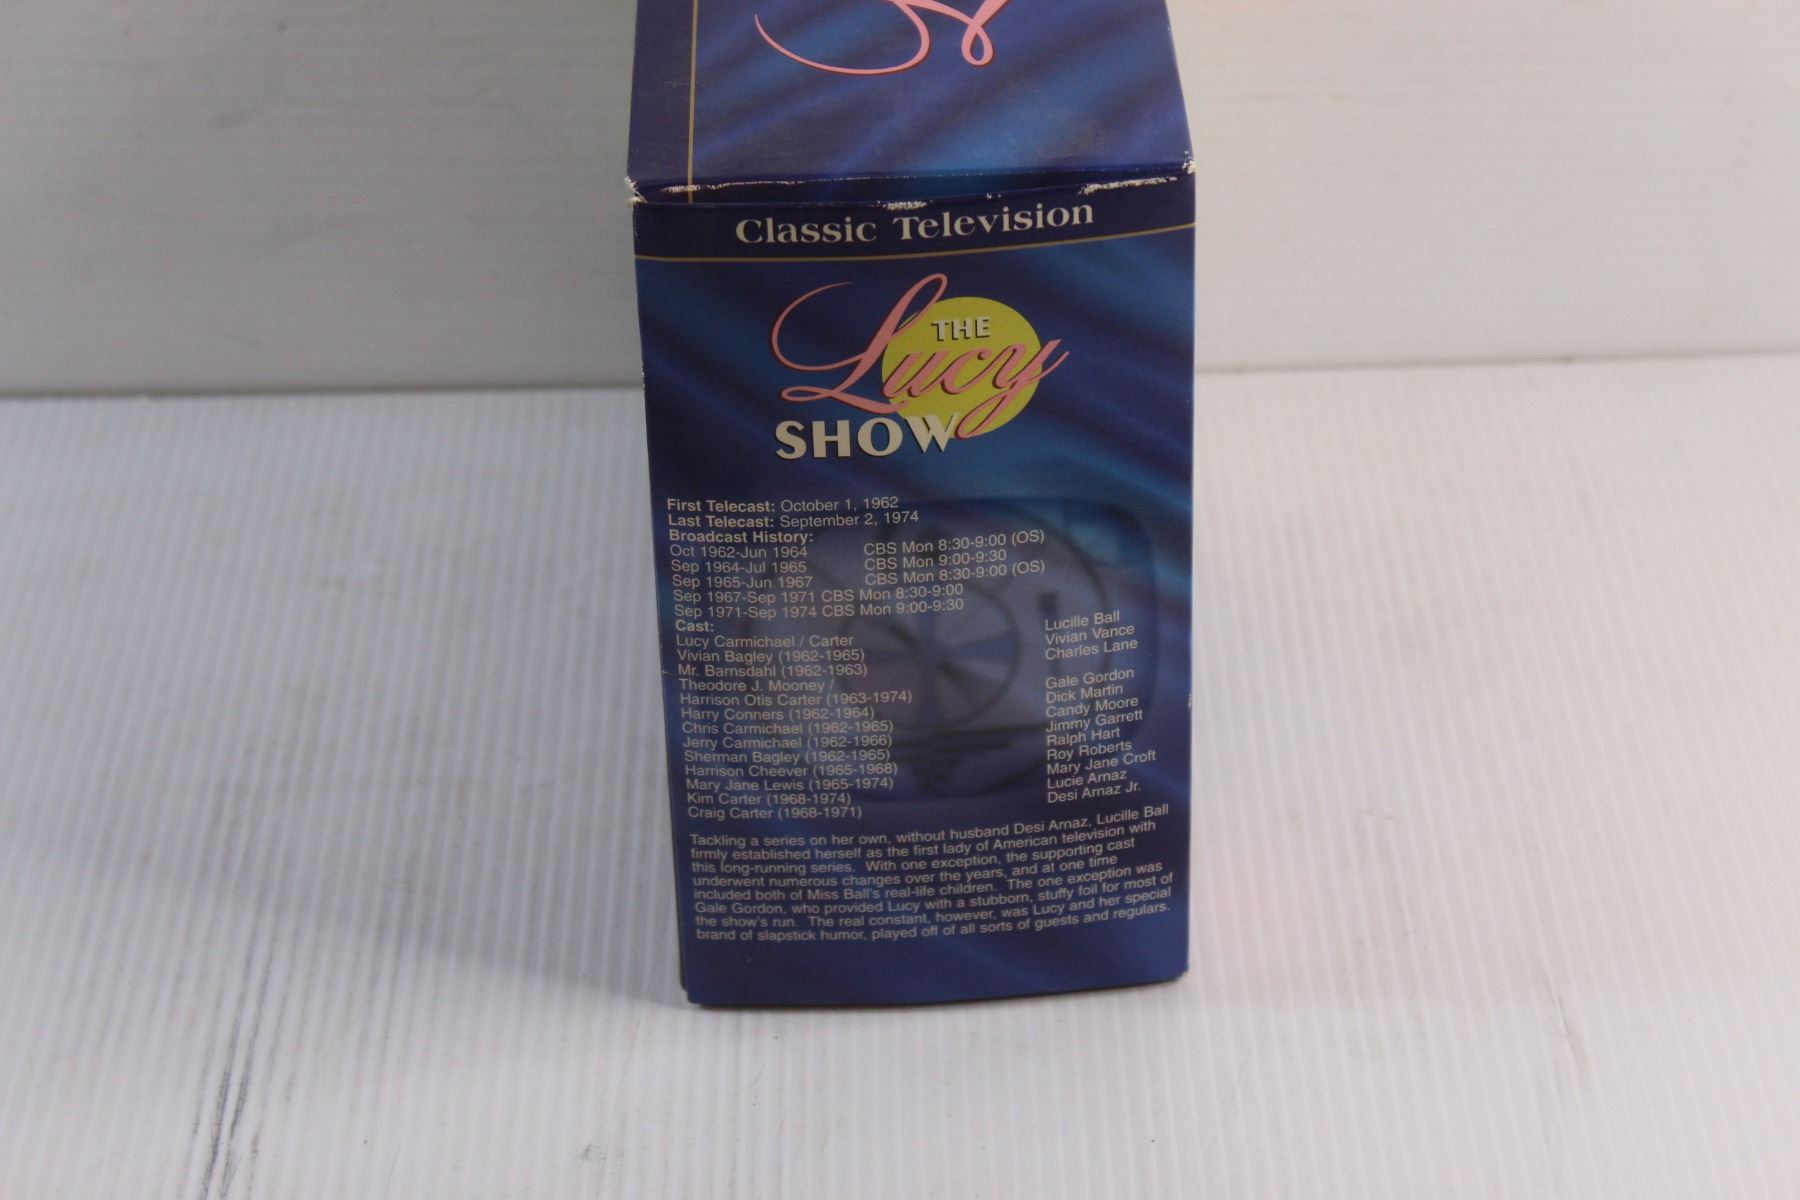 Classic Television
THE
Lucy
SHOW
First Telecast: October 1, 1962
Last Telecast: September 2, 1974
Broadcast History:
Oct 1962-Jun 1964 CBS Mon 8:30-9:00 (OS)
Sep 1964-Jul 1965 CBS Mon 9:00-9:30
Sep 1965-Jun 1967 CBS Mon 8:30-9:00 (OS)
Sep 1967-Sep 1971 CBS Mon 8:30-9:00
Sep 1971-Sep 1974 CBS Mon 9:00-9:30
Cast:
Lucy Carmichael / Carter Lucille Ball
Vivian Bagley (1962-1965) Vivian Vance
Mr. Barnsdahl (1962-1963) Charles Lane
Theodore J. Mooney /
Harrison Otis Carter (1963-1974) Gale Gordon
Harry Conners (1962-1964) Dick Martin
Chris Carmichael (1962-1965) Candy Moore
Jerry Carmichael (1962-1966) Jimmy Garrett
Sherman Bagley (1962-1965) Ralph Hart
Harrison Cheever (1965-1968) Roy Roberts
Mary Jane Lewis (1965-1974) Mary Jane Croft
Kim Carter (1968-1974) Lucie Arnaz
Craig Carter (1968-1971) Desi Arnaz Jr.
Tackling a series on her own, without husband Desi Arnaz, Lucille Ball
firmly established herself as the first lady of American television with
this long-running series. With one exception, the supporting cast
underwent numerous changes over the years, and at one time
included both of Miss Ball's real-life children. The one exception was
Gale Gordon, who provided Lucy with a stubborn, stuffy foil for most of
the show's run. The real constant, however, was Lucy and her special
brand of slapstick humor, played off of all sorts of guests and regulars.